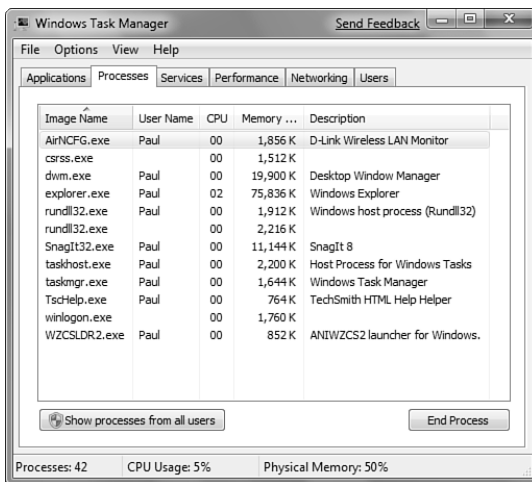 Windows Task Manager Send Feedback
File Options View Help
Applications Processes Services Performance Networking Users
Image Name User Name CPU Memory ... Description
AirNCFG.exe Paul 00 1,856 K D-Link Wireless LAN Monitor
csrss.exe 00 1,512 K
dwm.exe Paul 00 19,900 K Desktop Window Manager
explorer.exe Paul 02 75,836 K Windows Explorer
rundll32.exe Paul 00 1,912 K Windows host process (Rundll32)
rundll32.exe 00 2,216 K
SnagIt32.exe Paul 00 11,144 K SnagIt 8
taskhost.exe Paul 00 2,200 K Host Process for Windows Tasks
taskmgr.exe Paul 00 1,644 K Windows Task Manager
TscHelp.exe Paul 00 764 K TechSmith HTML Help Helper
winlogon.exe 00 1,760 K
WZCSLDR2.exe Paul 00 852 K ANIWZCS2 launcher for Windows.
Show processes from all users End Process
Processes: 42 CPU Usage: 5% Physical Memory: 50%